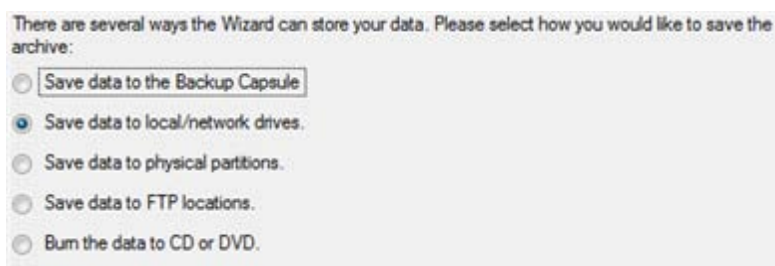 There are several ways the Wizard can store your data. Please select how you would like to save the
archive:
Save data to the Backup Capsule
Save data to local/network drives.
Save data to physical partitions.
Save data to FTP locations.
Burn the data to CD or DVD.